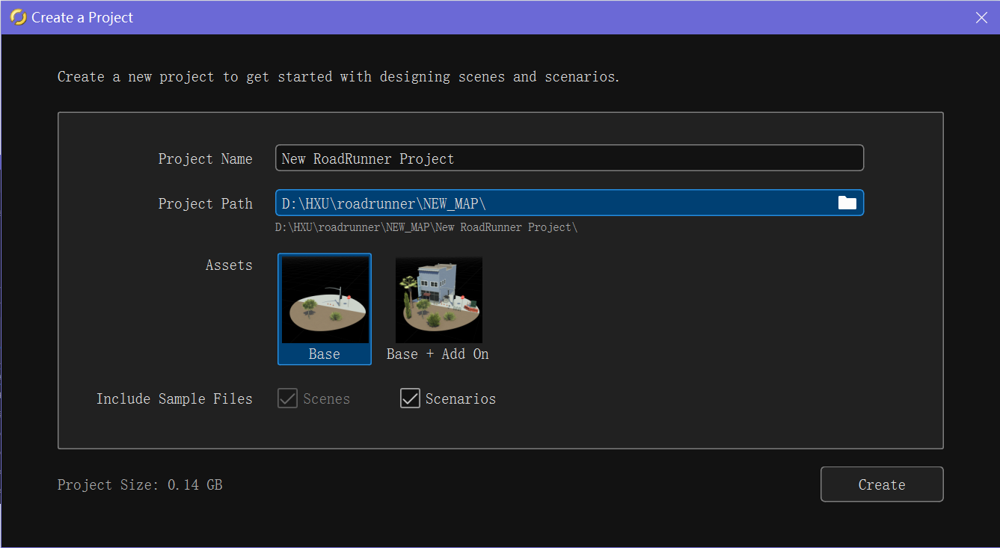 Create a Project
Create a new project to get started with designing scenes and scenarios.
Project Name New RoadRunner Project
Project Path D:\HXU\roadrunner\NEW_MAP\
D:\HXU\roadrunner\NEW_MAP\New RoadRunner Project\
Assets
Base Base + Add On
Include Sample Files Scenes Scenarios
Project Size: 0.14 GB Create